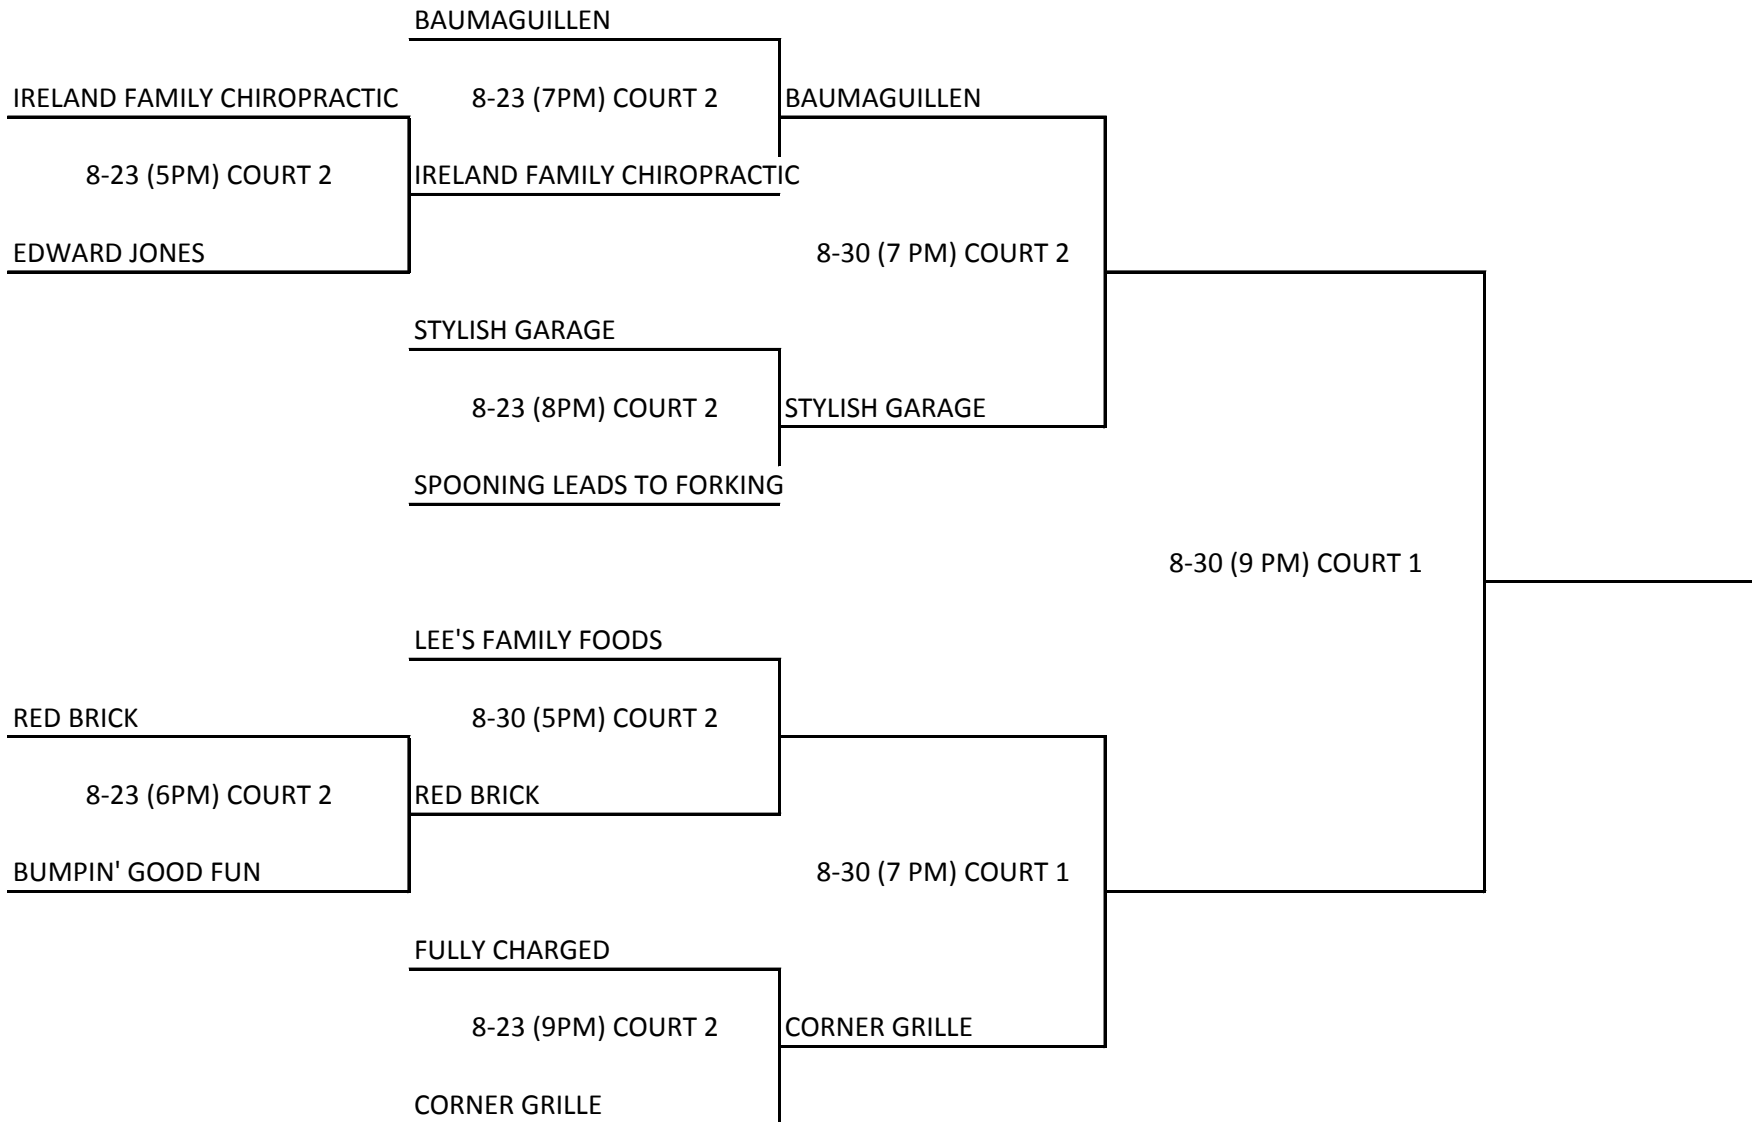 BAUMAGUILLEN
IRELAND FAMILY CHIROPRACTIC
8-23 (7PM) COURT 2
BAUMAGUILLEN
8-23 (5PM) COURT 2
IRELAND FAMILY CHIROPRACTIC
EDWARD JONES
8-30 (7 PM) COURT 2
STYLISH GARAGE
8-23 (8PM) COURT 2
STYLISH GARAGE
SPOONING LEADS TO FORKING
8-30 (9 PM) COURT 1
LEE'S FAMILY FOODS
RED BRICK
8-30 (5PM) COURT 2
8-23 (6PM) COURT 2
RED BRICK
BUMPIN' GOOD FUN
8-30 (7 PM) COURT 1
FULLY CHARGED
8-23 (9PM) COURT 2
CORNER GRILLE
CORNER GRILLE